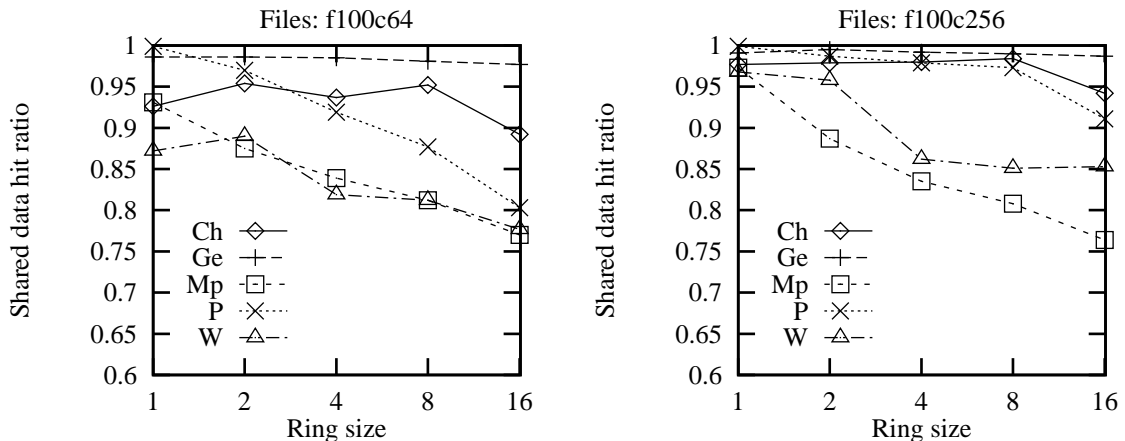 Files: f100c64
Shared data hit ratio
1
0.95
0.9
0.85
0.8
0.75
0.7
0.65
0.6
Ch
Ge
Mp
P
W
1 2 4 8 16
Ring size
Files: f100c256
Shared data hit ratio
1
0.95
0.9
0.85
0.8
0.75
0.7
0.65
0.6
Ch
Ge
Mp
P
W
1 2 4 8 16
Ring size